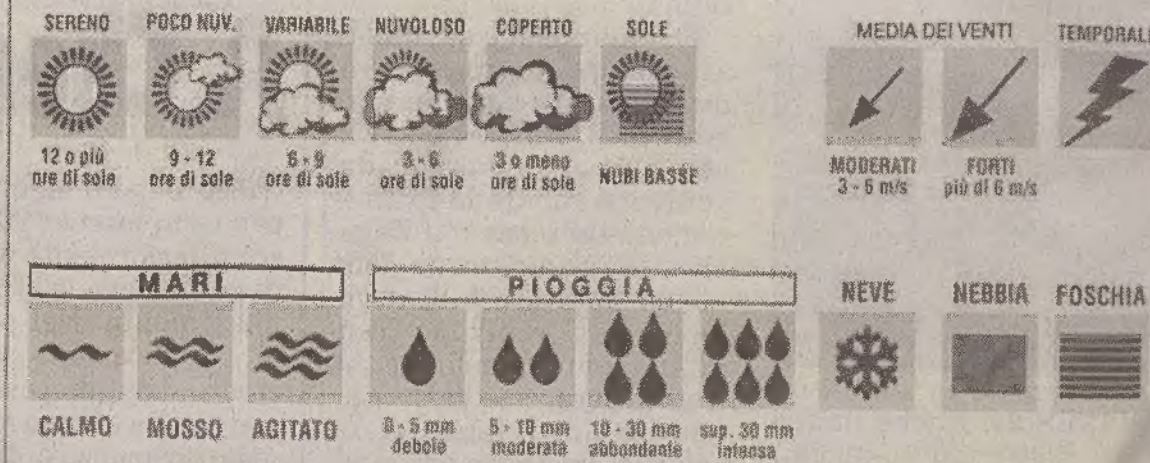 SERENO POCO NUV. VARIABILE NUVOLOSO COPERTO SOLE MEDIA DEI VENTI TEMPORALE
12 o più 9 - 12 6 - 9 3 - 6 3 o meno NUBI BASSE MODERATI FORTI
ore di sole ore di sole ore di sole ore di sole ore di sole 3 - 6 m/s più di 6 m/s
MARI PIOGGIA NEVE NEBBIA FOSCHIA
CALMO MOSSO AGITATO 0 - 5 mm 5 - 10 mm 10 - 30 mm sup. 30 mm
debole moderata abbondante intensa